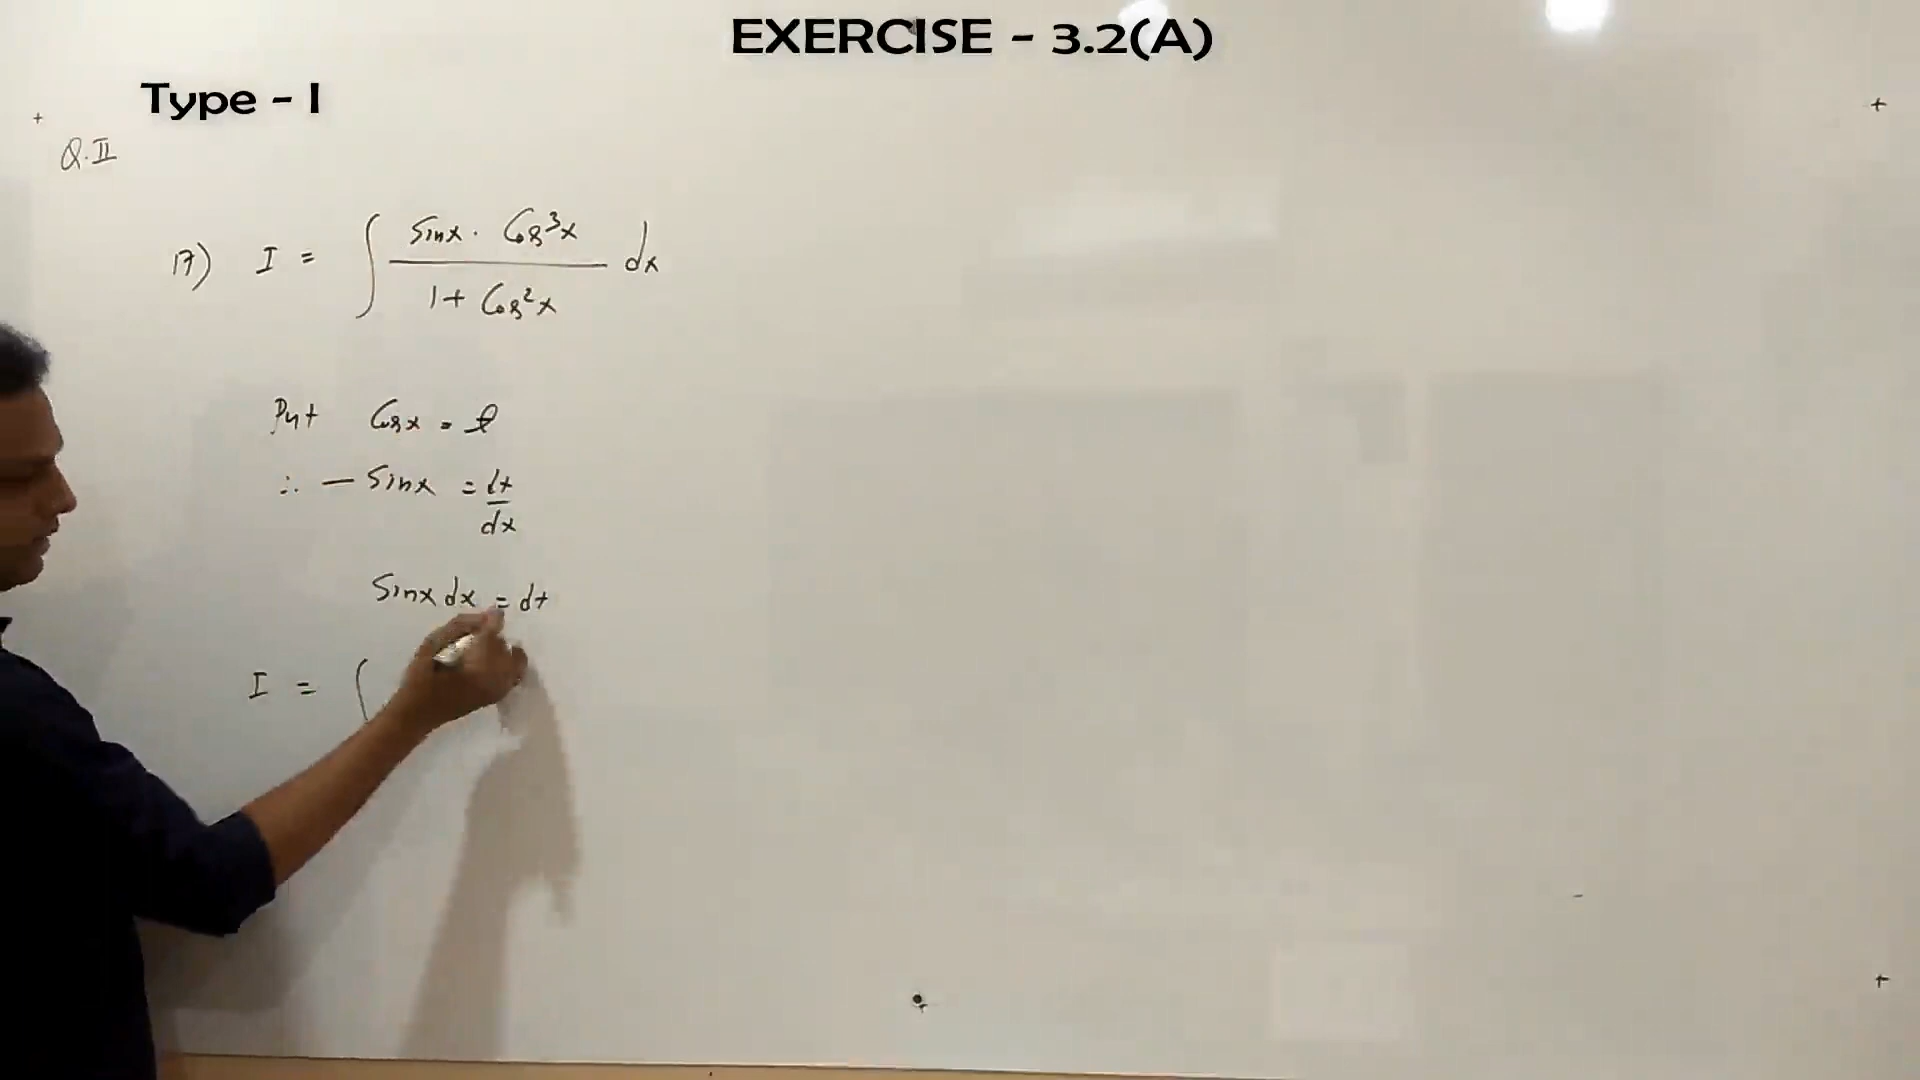 EXERCISE - 3.2(A)
Type - I
Q.II
17) I = ∫ Sinx . Cos³x / 1 + Cos²x dx
Put Cosx = t
∴ - Sinx = dt/dx
Sinx dx = dt
I = ∫